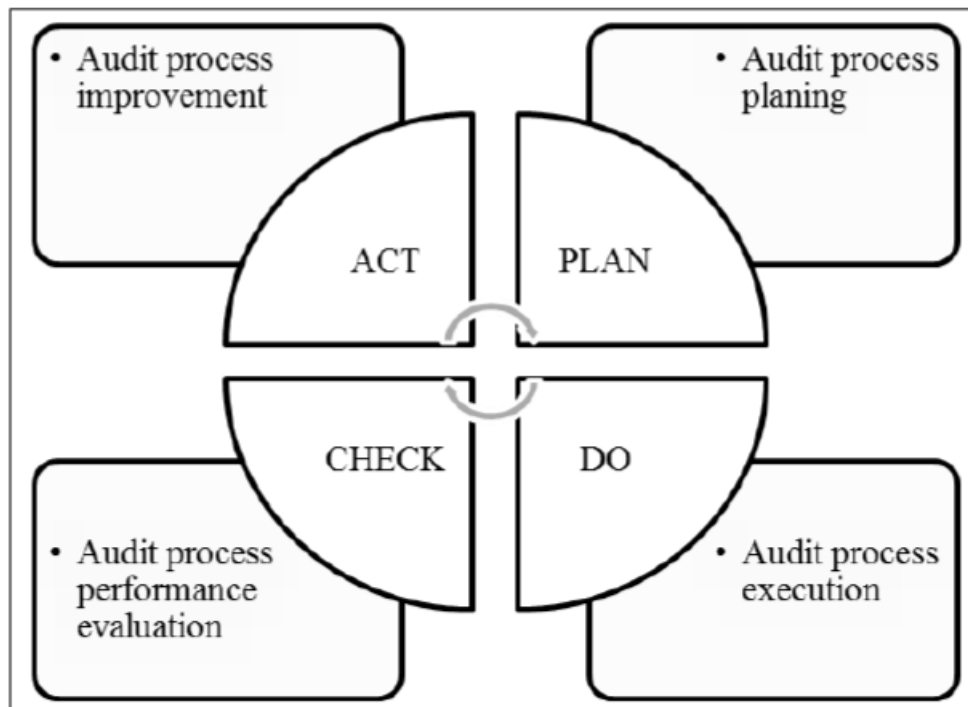 • Audit process
improvement
• Audit process
planing
ACT
PLAN
CHECK
DO
• Audit process
performance
evaluation
• Audit process
execution